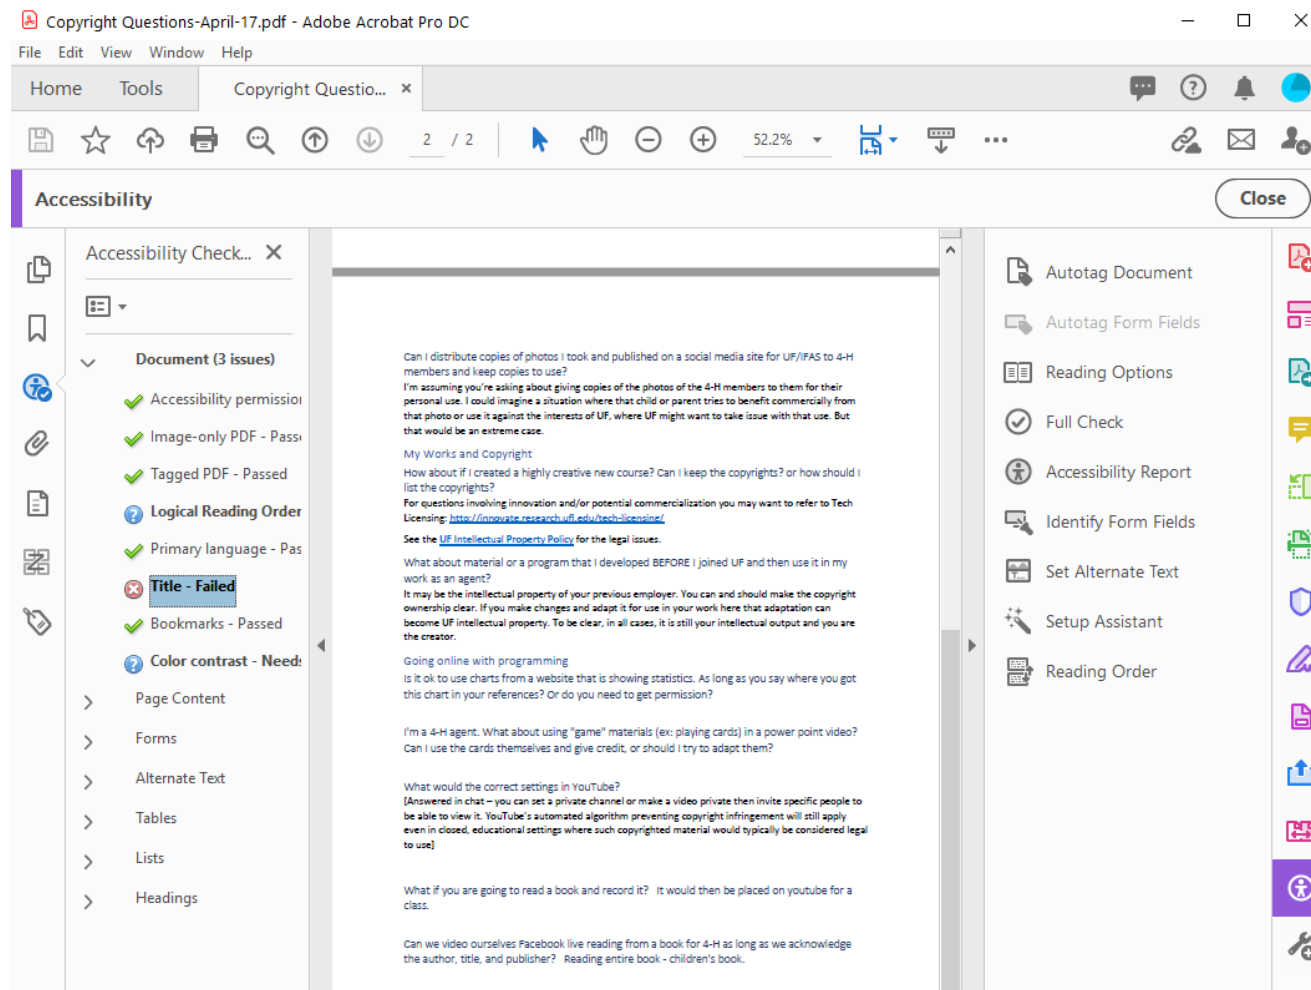 Copyright Questions-April-17.pdf - Adobe Acrobat Pro DC
File Edit View Window Help
Home Tools Copyright Questio... ×
2 / 2 52.2%
Accessibility
Close
Accessibility Check...
Document (3 issues)
Accessibility permission
Image-only PDF - Passe
Tagged PDF - Passed
Logical Reading Order
Primary language - Pas
Title - Failed
Bookmarks - Passed
Color contrast - Needs
Page Content
Forms
Alternate Text
Tables
Lists
Headings
Can I distribute copies of photos I took and published on a social media site for UF/IFAS to 4-H
members and keep copies to use?
I'm assuming you're asking about giving copies of the photos of the 4-H members to them for their
personal use. I could imagine a situation where that child or parent tries to benefit commercially from
that photo or use it against the interests of UF, where UF might want to take issue with that use. But
that would be an extreme case.
My Works and Copyright
How about if I created a highly creative new course? Can I keep the copyrights? or how should I
list the copyrights?
For questions involving innovation and/or potential commercialization you may want to refer to Tech
Licensing: http://innovate.research.ufl.edu/tech-licensing/
See the UF Intellectual Property Policy for the legal issues.
What about material or a program that I developed BEFORE I joined UF and then use it in my
work as an agent?
It may be the intellectual property of your previous employer. You can and should make the copyright
ownership clear. If you make changes and adapt it for use in your work here that adaptation can
become UF intellectual property. To be clear, in all cases, it is still your intellectual output and you are
the creator.
Going online with programming
Is it ok to use charts from a website that is showing statistics. As long as you say where you got
this chart in your references? Or do you need to get permission?
I'm a 4-H agent. What about using "game" materials (ex: playing cards) in a power point video?
Can I use the cards themselves and give credit, or should I try to adapt them?
What would the correct settings in YouTube?
[Answered in chat – you can set a private channel or make a video private then invite specific people to
be able to view it. YouTube's automated algorithm preventing copyright infringement will still apply
even in closed, educational settings where such copyrighted material would typically be considered legal
to use]
What if you are going to read a book and record it? It would then be placed on youtube for a
class.
Can we video ourselves Facebook live reading from a book for 4-H as long as we acknowledge
the author, title, and publisher? Reading entire book - children's book.
Autotag Document
Autotag Form Fields
Reading Options
Full Check
Accessibility Report
Identify Form Fields
Set Alternate Text
Setup Assistant
Reading Order